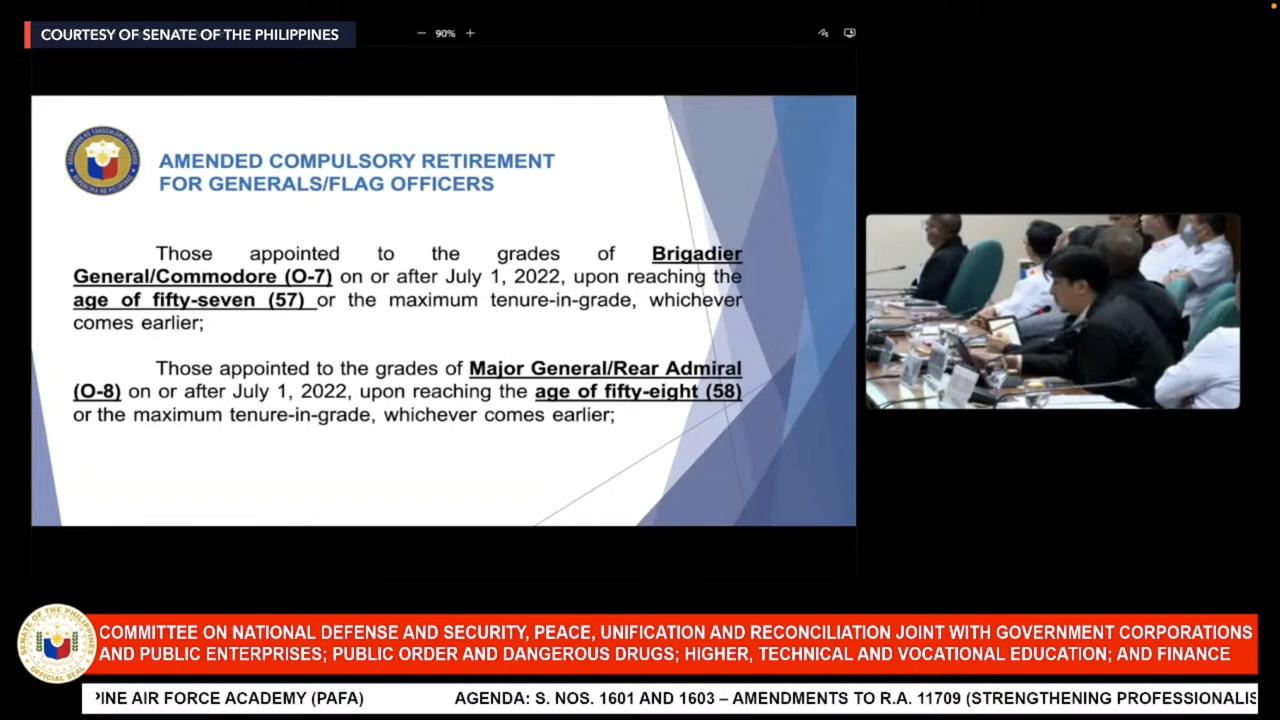 COURTESY OF SENATE OF THE PHILIPPINES
90%
AMENDED COMPULSORY RETIREMENT
FOR GENERALS/FLAG OFFICERS
Those appointed to the grades of Brigadier
General/Commodore (O-7) on or after July 1, 2022, upon reaching the
age of fifty-seven (57) or the maximum tenure-in-grade, whichever
comes earlier;
Those appointed to the grades of Major General/Rear Admiral
(O-8) on or after July 1, 2022, upon reaching the age of fifty-eight (58)
or the maximum tenure-in-grade, whichever comes earlier;
COMMITTEE ON NATIONAL DEFENSE AND SECURITY, PEACE, UNIFICATION AND RECONCILIATION JOINT WITH GOVERNMENT CORPORATIONS
AND PUBLIC ENTERPRISES; PUBLIC ORDER AND DANGEROUS DRUGS; HIGHER, TECHNICAL AND VOCATIONAL EDUCATION; AND FINANCE
PINE AIR FORCE ACADEMY (PAFA) AGENDA: S. NOS. 1601 AND 1603 – AMENDMENTS TO R.A. 11709 (STRENGTHENING PROFESSIONALIS